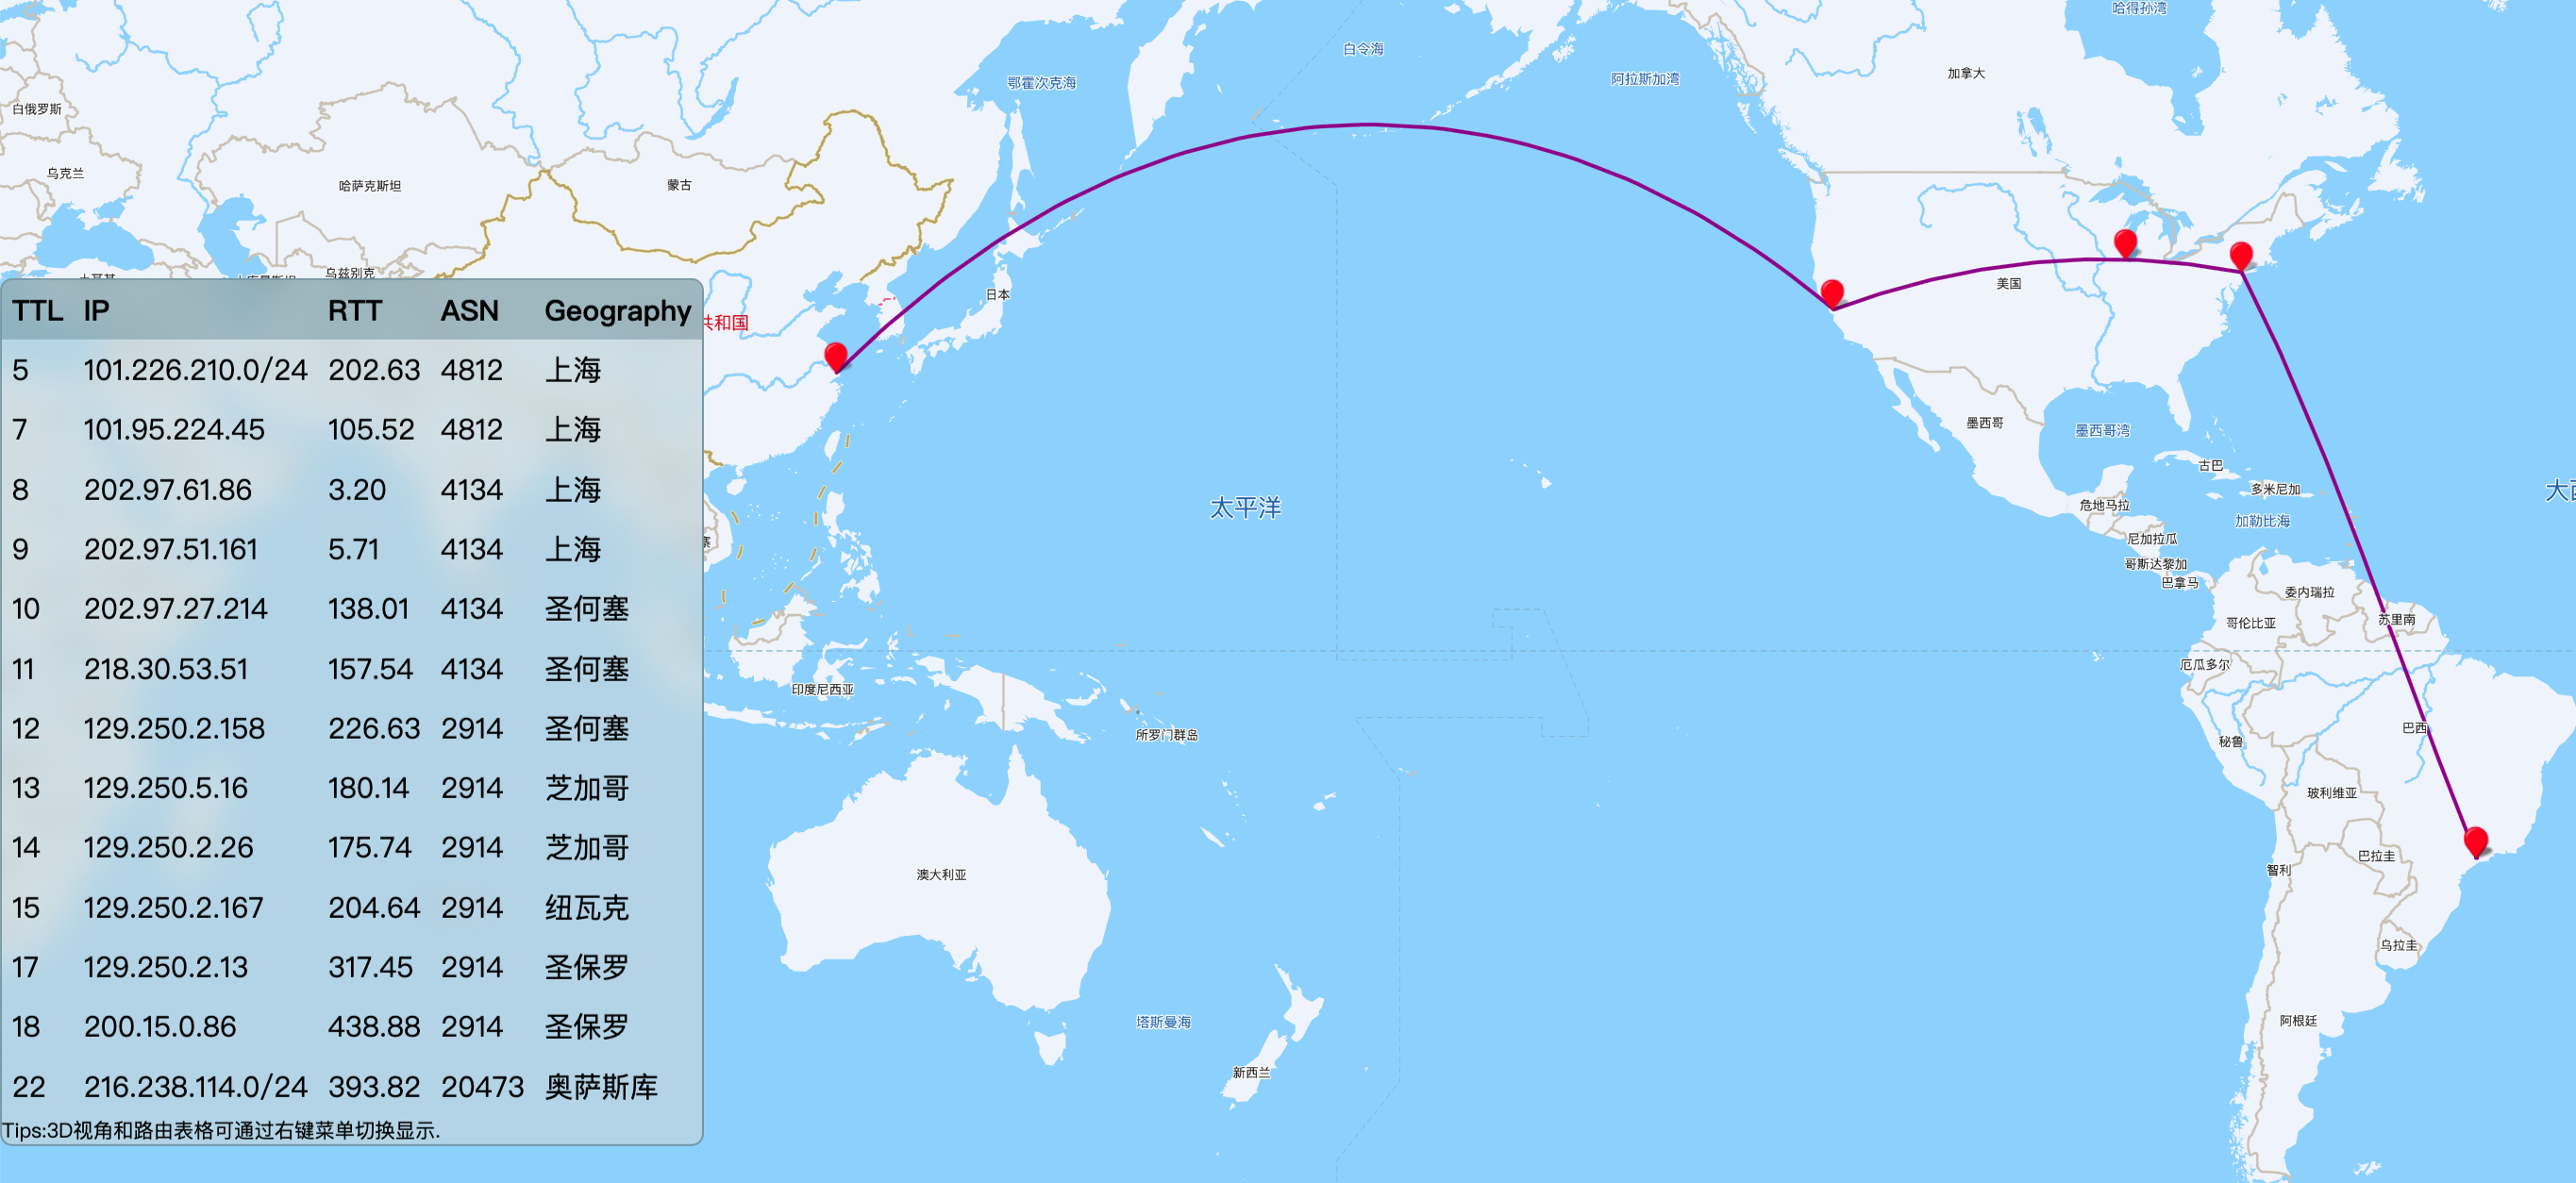 哈得孙湾
白令海
鄂霍次克海
阿拉斯加湾
加拿大
白俄罗斯
乌克兰
哈萨克斯坦
蒙古
乌兹别克
美国
日本
共和国
TTL IP RTT ASN Geography
5 101.226.210.0/24 202.63 4812 上海
7 101.95.224.45 105.52 4812 上海
8 202.97.61.86 3.20 4134 上海
9 202.97.51.161 5.71 4134 上海
10 202.97.27.214 138.01 4134 圣何塞
11 218.30.53.51 157.54 4134 圣何塞
12 129.250.2.158 226.63 2914 圣何塞
13 129.250.5.16 180.14 2914 芝加哥
14 129.250.2.26 175.74 2914 芝加哥
15 129.250.2.167 204.64 2914 纽瓦克
17 129.250.2.13 317.45 2914 圣保罗
18 200.15.0.86 438.88 2914 圣保罗
22 216.238.114.0/24 393.82 20473 奥萨斯库
Tips:3D视角和路由表格可通过右键菜单切换显示.
墨西哥
墨西哥湾
古巴
多米尼加
太平洋
危地马拉
加勒比海
尼加拉瓜
哥斯达黎加
巴拿马
委内瑞拉
哥伦比亚
苏里南
厄瓜多尔
印度尼西亚
巴西
所罗门群岛
秘鲁
玻利维亚
巴拉圭
智利
澳大利亚
乌拉圭
阿根廷
塔斯曼海
新西兰